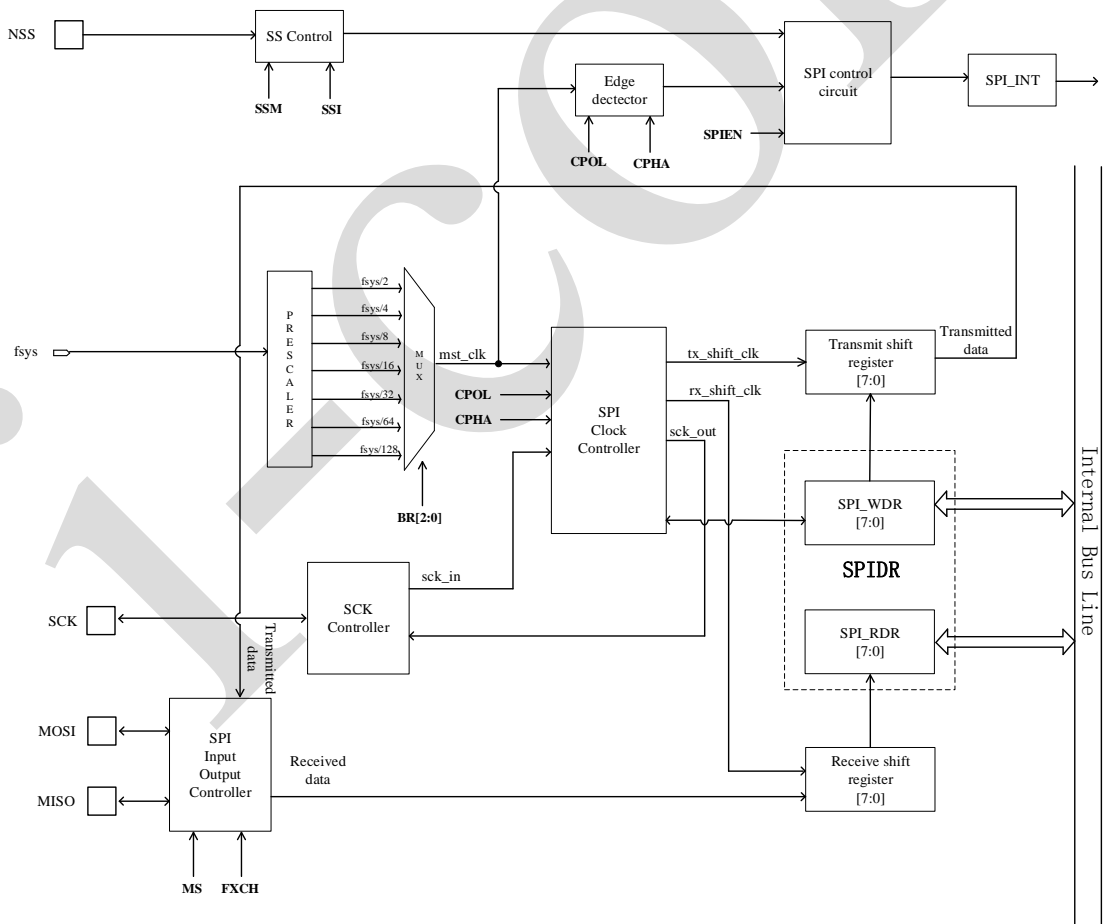 NSS
SS Control
SSM
SSI
Edge
dectector
CPOL
CPHA
SPI control
circuit
SPIEN
SPI_INT
fsys
PRESCALER
fsys/2
fsys/4
fsys/8
fsys/16
fsys/32
fsys/64
fsys/128
MUX
BR[2:0]
mst_clk
CPOL
CPHA
SPI
Clock
Controller
tx_shift_clk
rx_shift_clk
sck_out
Transmit shift
register
[7:0]
Transmitted
data
SPI_WDR
[7:0]
SPIDR
SPI_RDR
[7:0]
Internal Bus Line
SCK
SCK
Controller
sck_in
Transmitted
data
MOSI
MISO
SPI
Input
Output
Controller
Received
data
Receive shift
register
[7:0]
MS
FXCH